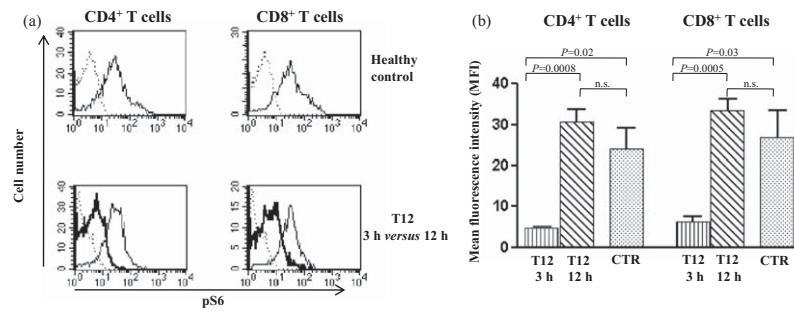 (a)
CD4+ T cells
CD8+ T cells
40
30
20
10
0
10^0 10^1 10^2 10^3 10^4
30
20
10
0
10^0 10^1 10^2 10^3 10^4
Healthy
control
Cell number
40
30
20
10
0
10^0 10^1 10^2 10^3 10^4
20
15
10
5
0
10^0 10^1 10^2 10^3 10^4
T12
3 h versus 12 h
pS6
(b)
CD4+ T cells
CD8+ T cells
P=0.02
P=0.0008
n.s.
P=0.03
P=0.0005
n.s.
Mean fluorescence intensity (MFI)
40
30
20
10
0
T12
3 h
T12
12 h
CTR
T12
3 h
T12
12 h
CTR